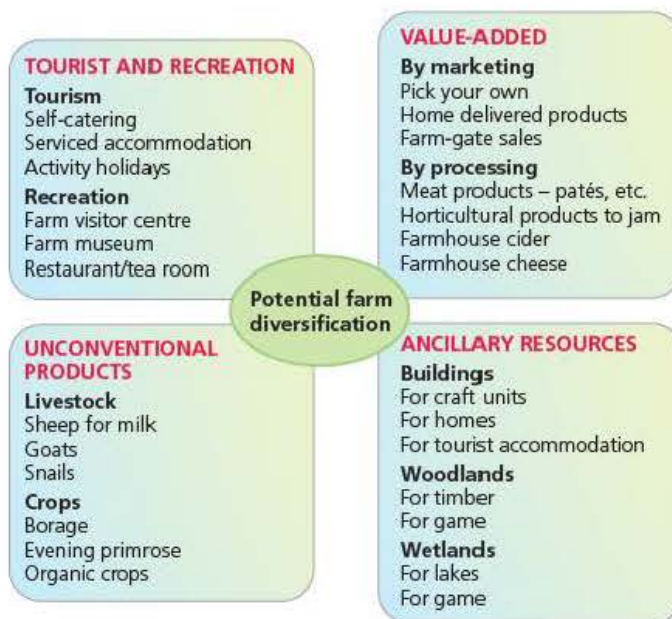 TOURIST AND RECREATION
Tourism
Self-catering
Serviced accommodation
Activity holidays
Recreation
Farm visitor centre
Farm museum
Restaurant/tea room
VALUE-ADDED
By marketing
Pick your own
Home delivered products
Farm-gate sales
By processing
Meat products – patés, etc.
Horticultural products to jam
Farmhouse cider
Farmhouse cheese
Potential farm
diversification
UNCONVENTIONAL
PRODUCTS
Livestock
Sheep for milk
Goats
Snails
Crops
Borage
Evening primrose
Organic crops
ANCILLARY RESOURCES
Buildings
For craft units
For homes
For tourist accommodation
Woodlands
For timber
For game
Wetlands
For lakes
For game